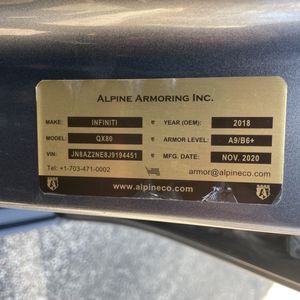 ALPINE ARMORING INC.
MAKE: INFINITI YEAR (OEM): 2018
MODEL: QX80 ARMOR LEVEL: A9/B6+
VIN: JN8AZ2NE8J9194451 MFG. DATE: NOV. 2020
Tel: +1-703-471-0002 armor@alpineco.com
www.alpineco.com